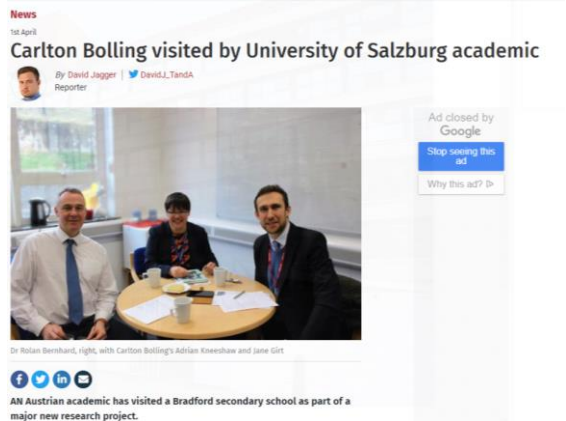 News
1st April
Carlton Bolling visited by University of Salzburg academic
By David Jagger | DavidJ_TandA
Reporter
Ad closed by
Google
Stop seeing this
ad
Why this ad?
Dr Rolan Bernhard, right, with Carlton Bolling's Adrian Kneeshaw and Jane Girt
AN Austrian academic has visited a Bradford secondary school as part of a
major new research project.